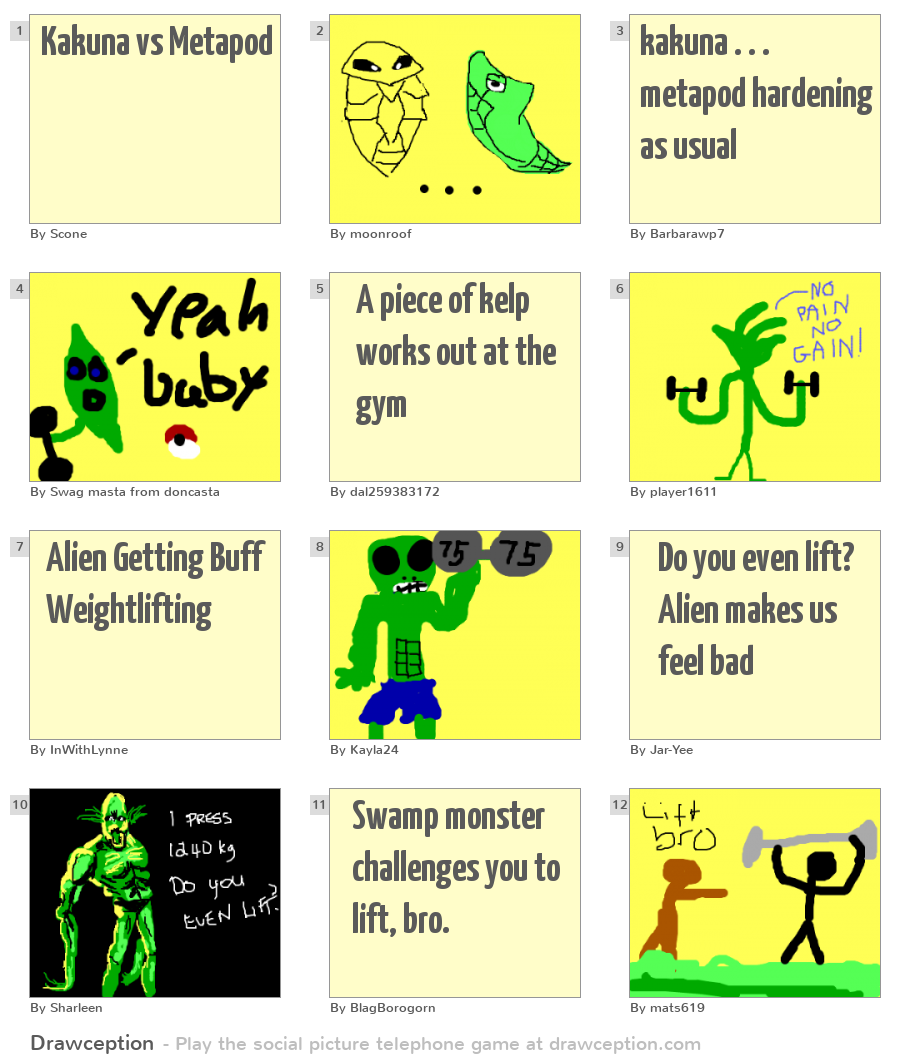 1
Kakuna vs Metapod
By Scone
2
. . .
By moonroof
3
kakuna . . .
metapod hardening
as usual
By Barbarawp7
4
Yeah
buby
By Swag masta from doncasta
5
A piece of kelp
works out at the
gym
By dal259383172
6
NO
PAIN
NO
GAIN!
By player1611
7
Alien Getting Buff
Weightlifting
By InWithLynne
8
75 75
By Kayla24
9
Do you even lift?
Alien makes us
feel bad
By Jar-Yee
10
I PRESS
1240 kg
Do you
EVEN LIFT?
By Sharleen
11
Swamp monster
challenges you to
lift, bro.
By BlagBorogorn
12
Lift
bro
By mats619
Drawception - Play the social picture telephone game at drawception.com